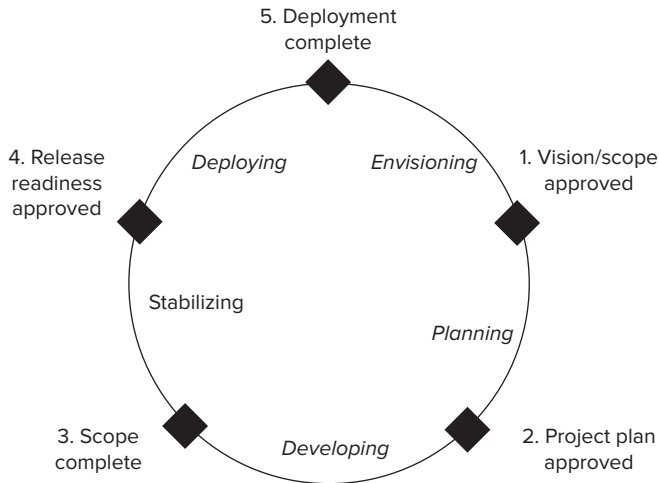 5. Deployment
complete
Deploying
Envisioning
4. Release
readiness
approved
1. Vision/scope
approved
Stabilizing
Planning
3. Scope
complete
Developing
2. Project plan
approved